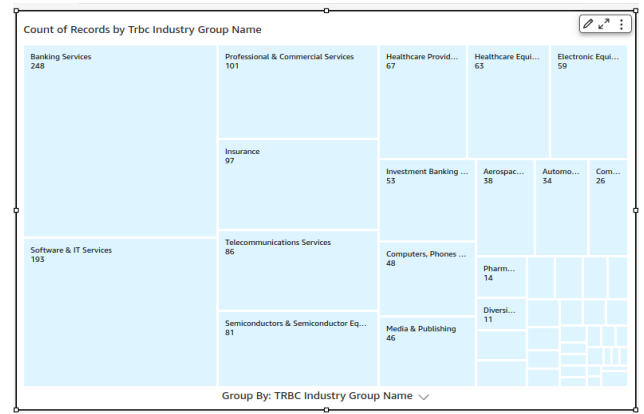 Count of Records by Trbc Industry Group Name
Banking Services
248
Professional & Commercial Services
101
Healthcare Provid...
67
Healthcare Equi...
63
Electronic Equi...
59
Insurance
97
Investment Banking ...
53
Aerospac...
38
Automo...
34
Com...
26
Software & IT Services
193
Telecommunications Services
86
Computers, Phones ...
48
Pharm...
14
Diversi...
11
Semiconductors & Semiconductor Eq...
81
Media & Publishing
46
Group By: TRBC Industry Group Name